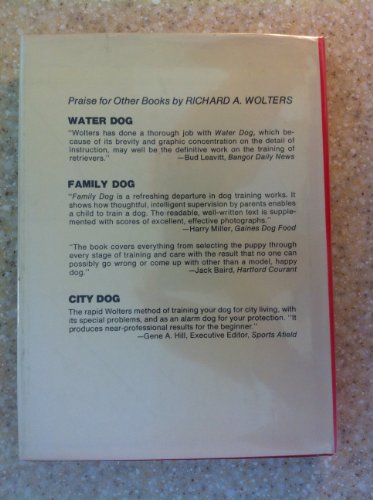 Praise for Other Books by RICHARD A. WOLTERS
WATER DOG
"Wolters has done a thorough job with Water Dog, which be-
cause of its brevity and graphic concentration on the detail of
instruction, may well be the definitive work on the training of
retrievers."
—Bud Leavitt, Bangor Daily News
FAMILY DOG
"Family Dog is a refreshing departure in dog training works. It
shows how thoughtful, intelligent supervision by parents enables
a child to train a dog. The readable, well-written text is supple-
mented with scores of excellent, effective photographs."
—Harry Miller, Gaines Dog Food
"The book covers everything from selecting the puppy through
every stage of training and care with the result that no one can
possibly go wrong or come up with other than a model, happy
dog."
—Jack Baird, Hartford Courant
CITY DOG
The rapid Wolters method of training your dog for city living, with
its special problems, and as an alarm dog for your protection. "It
produces near-professional results for the beginner."
—Gene A. Hill, Executive Editor, Sports Afield